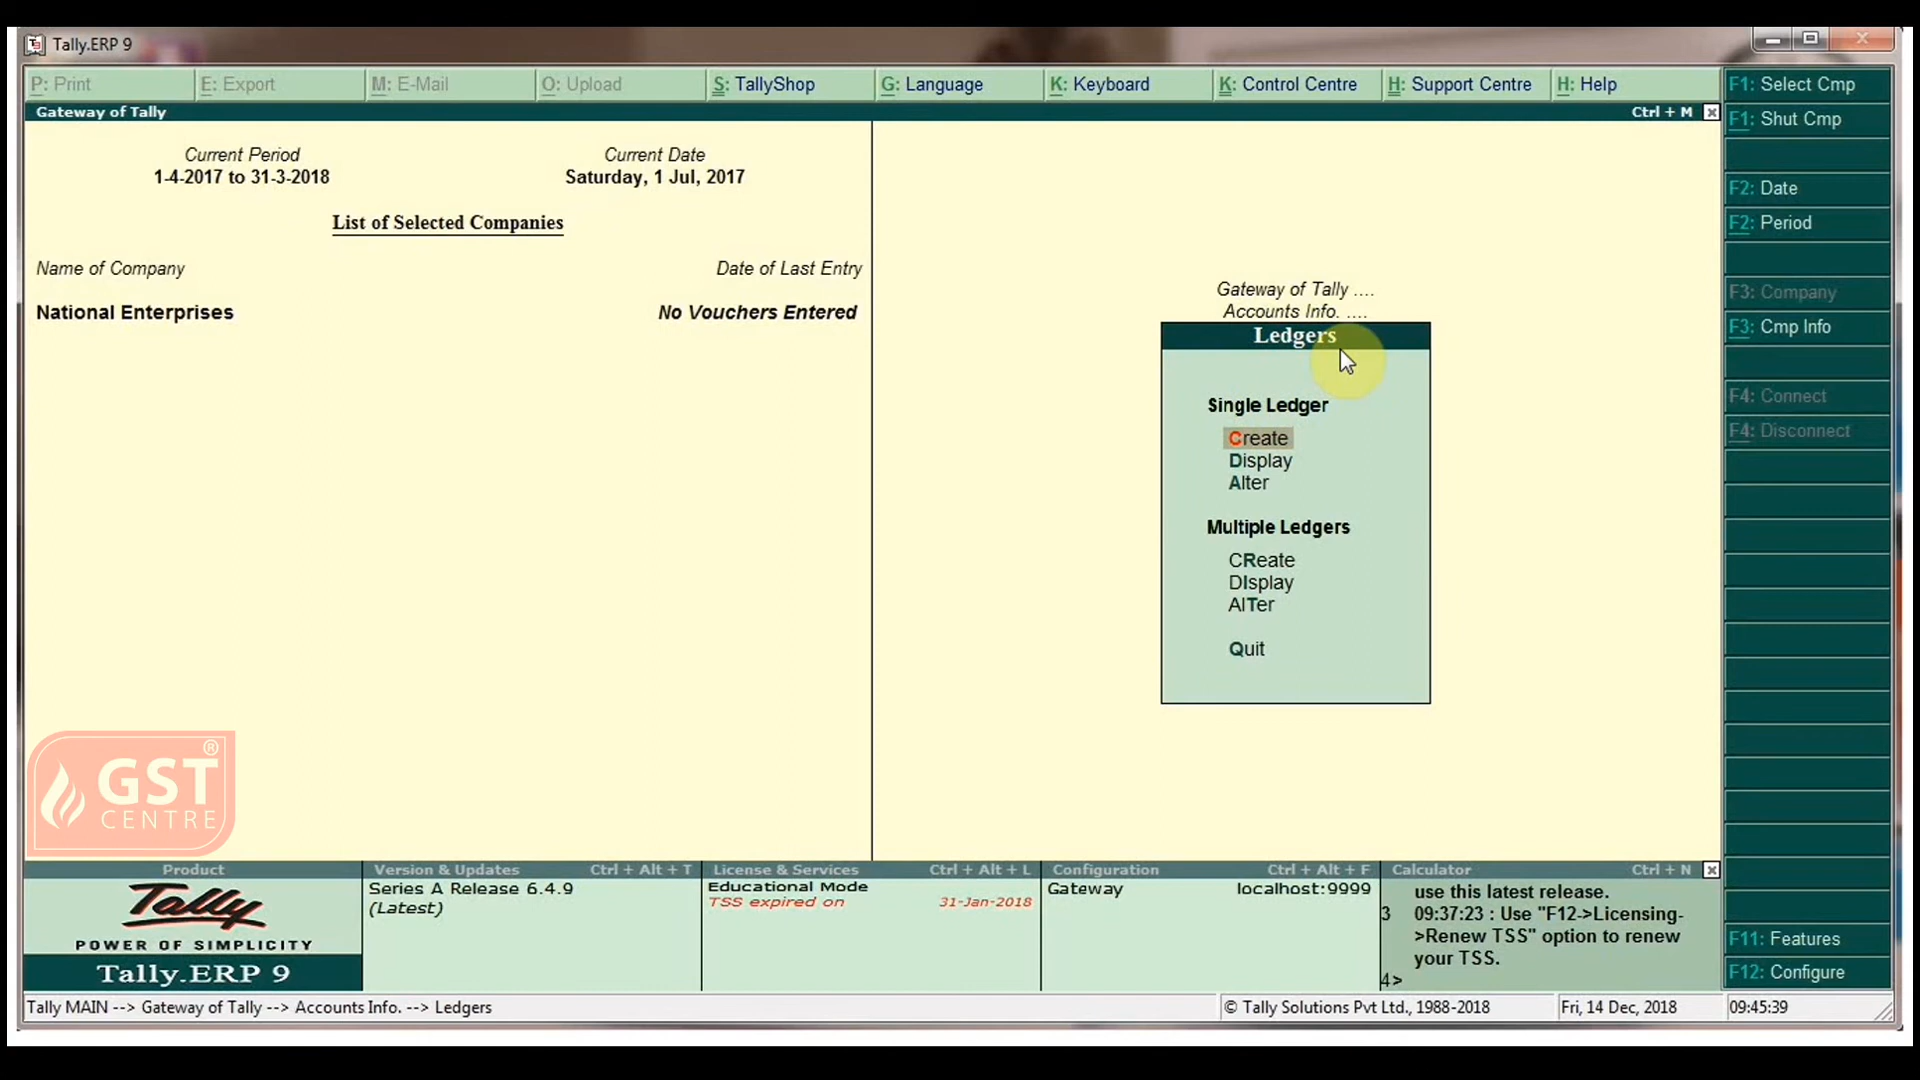 Tally.ERP 9
P: Print
E: Export
M: E-Mail
O: Upload
S: TallyShop
G: Language
K: Keyboard
K: Control Centre
H: Support Centre
H: Help
Gateway of Tally
Ctrl + M
Current Period
1-4-2017 to 31-3-2018
Current Date
Saturday, 1 Jul, 2017
List of Selected Companies
Name of Company
Date of Last Entry
National Enterprises
No Vouchers Entered
Gateway of Tally ....
Accounts Info. ....
Ledgers
Single Ledger
Create
Display
Alter
Multiple Ledgers
CReate
DIsplay
AlTer
Quit
F1: Select Cmp
F1: Shut Cmp
F2: Date
F2: Period
F3: Company
F3: Cmp Info
F4: Connect
F4: Disconnect
F11: Features
F12: Configure
GST®
CENTRE
Product
Tally
POWER OF SIMPLICITY
Tally.ERP 9
Version & Updates
Ctrl + Alt + T
Series A Release 6.4.9
(Latest)
License & Services
Ctrl + Alt + L
Educational Mode
TSS expired on
31-Jan-2018
Configuration
Ctrl + Alt + F
Gateway
localhost:9999
Calculator
Ctrl + N
use this latest release.
3 09:37:23 : Use "F12->Licensing-
>Renew TSS" option to renew
your TSS.
4>
Tally MAIN --> Gateway of Tally --> Accounts Info. --> Ledgers
© Tally Solutions Pvt Ltd., 1988-2018
Fri, 14 Dec, 2018
09:45:39